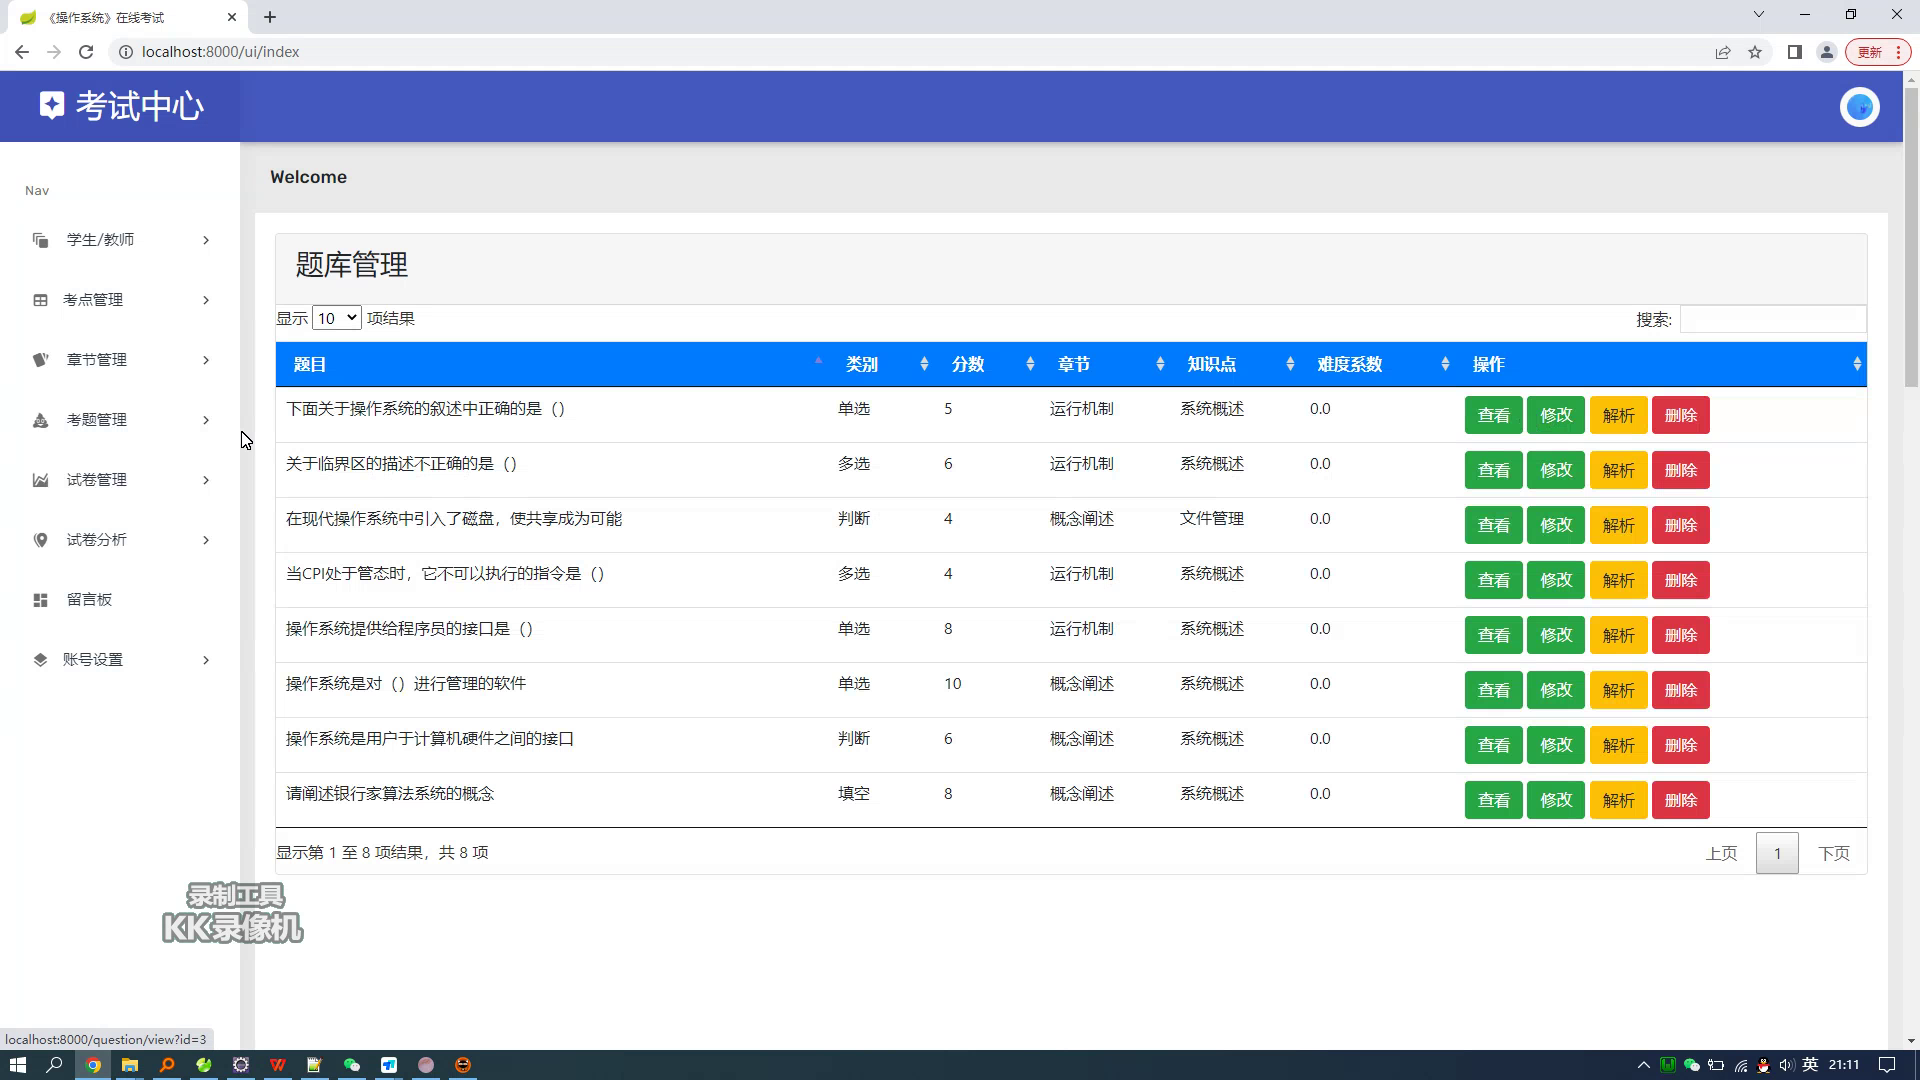 《操作系统》在线考试
localhost:8000/ui/index
更新
考试中心
Welcome
Nav
学生/教师
考点管理
章节管理
考题管理
试卷管理
试卷分析
留言板
账号设置
题库管理
显示 10 项结果
搜索:
题目 类别 分数 章节 知识点 难度系数 操作
下面关于操作系统的叙述中正确的是（） 单选 5 运行机制 系统概述 0.0 查看 修改 解析 删除
关于临界区的描述不正确的是（） 多选 6 运行机制 系统概述 0.0 查看 修改 解析 删除
在现代操作系统中引入了磁盘，使共享成为可能 判断 4 概念阐述 文件管理 0.0 查看 修改 解析 删除
当CPI处于管态时，它不可以执行的指令是（） 多选 4 运行机制 系统概述 0.0 查看 修改 解析 删除
操作系统提供给程序员的接口是（） 单选 8 运行机制 系统概述 0.0 查看 修改 解析 删除
操作系统是对（）进行管理的软件 单选 10 概念阐述 系统概述 0.0 查看 修改 解析 删除
操作系统是用户于计算机硬件之间的接口 判断 6 概念阐述 系统概述 0.0 查看 修改 解析 删除
请阐述银行家算法系统的概念 填空 8 概念阐述 系统概述 0.0 查看 修改 解析 删除
显示第 1 至 8 项结果，共 8 项
上页 1 下页
录制工具
KK录像机
localhost:8000/question/view?id=3
英 21:11